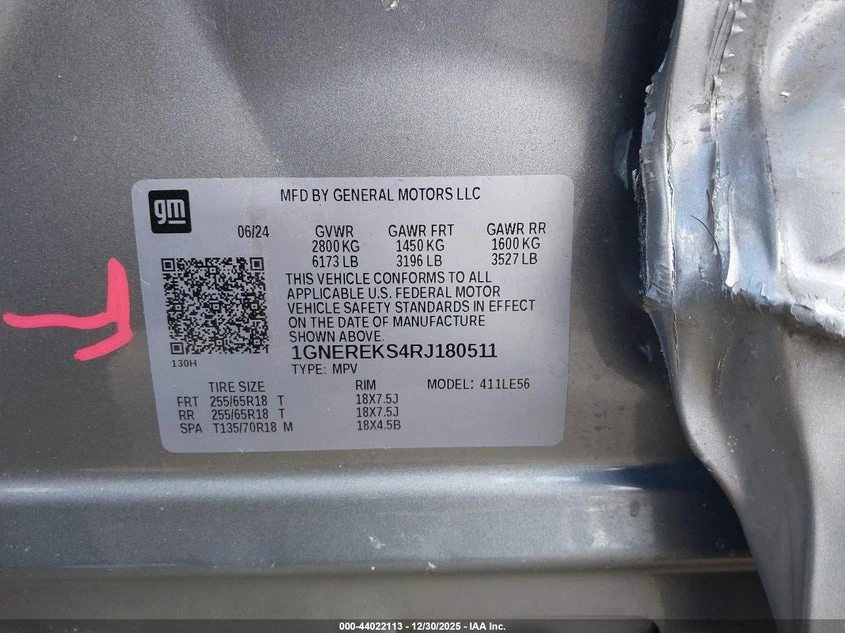 gm
MFD BY GENERAL MOTORS LLC
06/24 GVWR GAWR FRT GAWR RR
2800 KG 1450 KG 1600 KG
6173 LB 3196 LB 3527 LB
THIS VEHICLE CONFORMS TO ALL
APPLICABLE U.S. FEDERAL MOTOR
VEHICLE SAFETY STANDARDS IN EFFECT
ON THE DATE OF MANUFACTURE
SHOWN ABOVE.
130H
1GNEREKS4RJ180511
TYPE: MPV
TIRE SIZE RIM MODEL: 411LE56
FRT 255/65R18 T 18X7.5J
RR 255/65R18 T 18X7.5J
SPA T135/70R18 M 18X4.5B
000-44022113 - 12/30/2025 - IAA Inc.